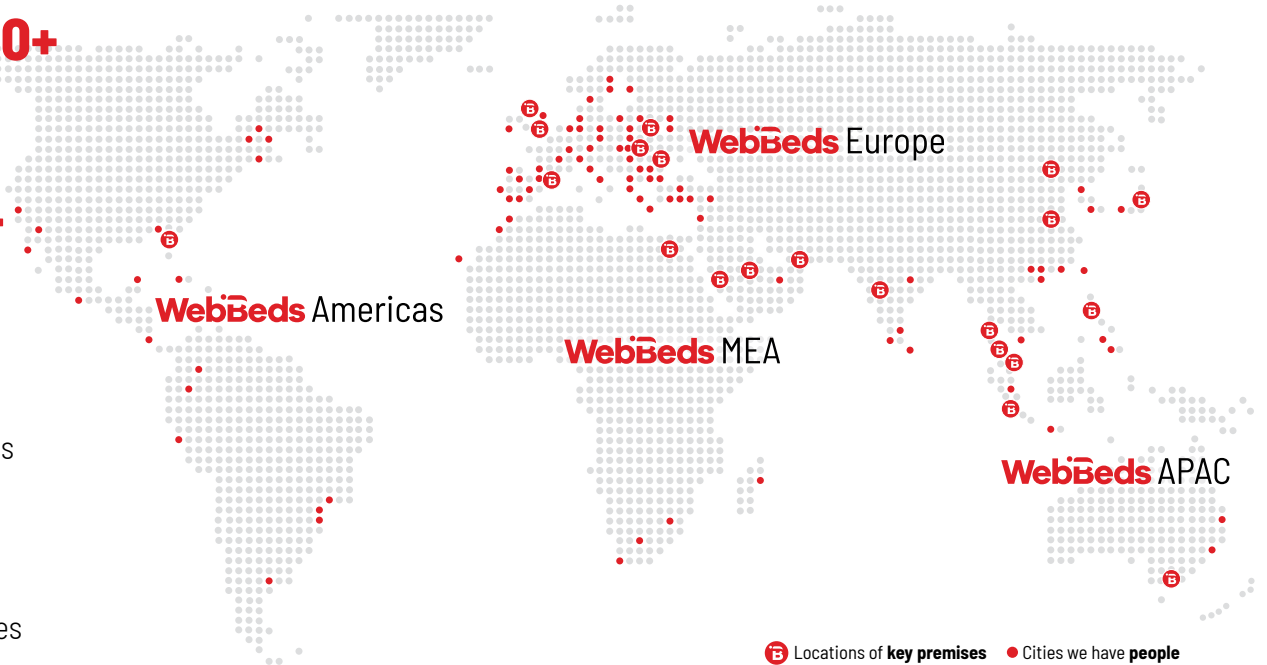 0+
WebBeds Europe
WebBeds Americas
WebBeds MEA
s
WebBeds APAC
es
Locations of key premises
Cities we have people